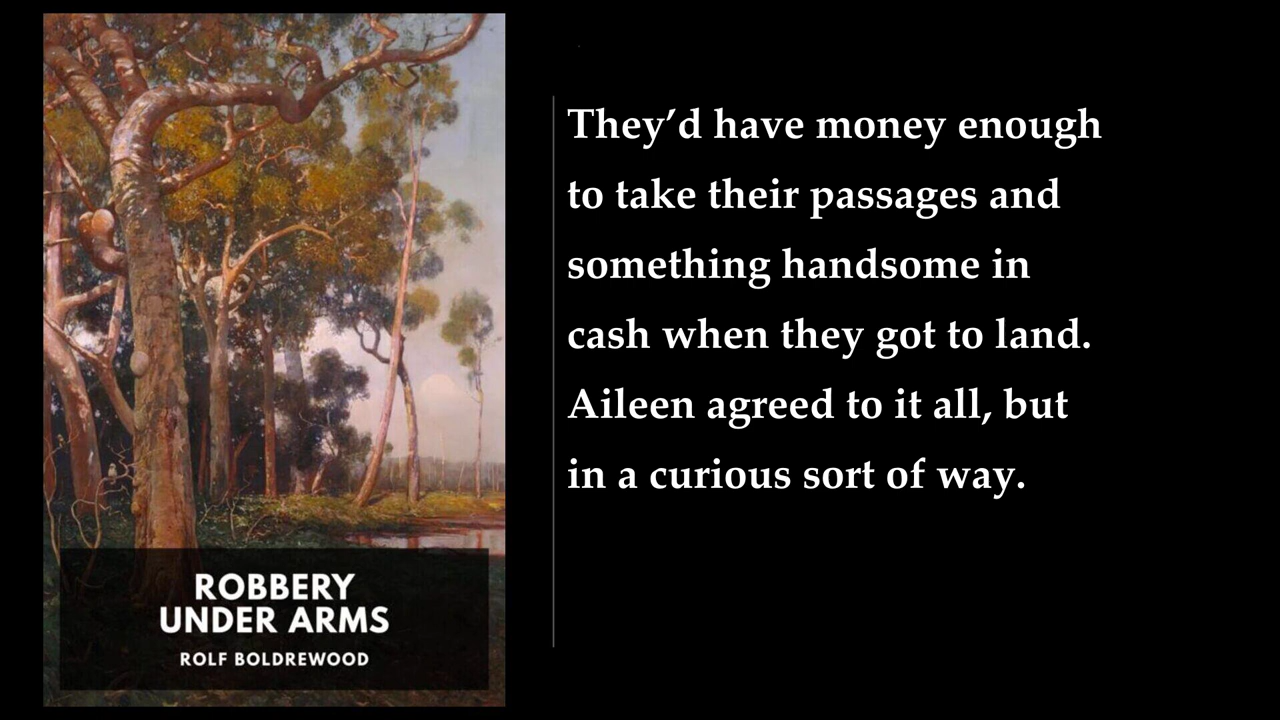 ROBBERY
UNDER ARMS
ROLF BOLDREWOOD
They’d have money enough
to take their passages and
something handsome in
cash when they got to land.
Aileen agreed to it all, but
in a curious sort of way.